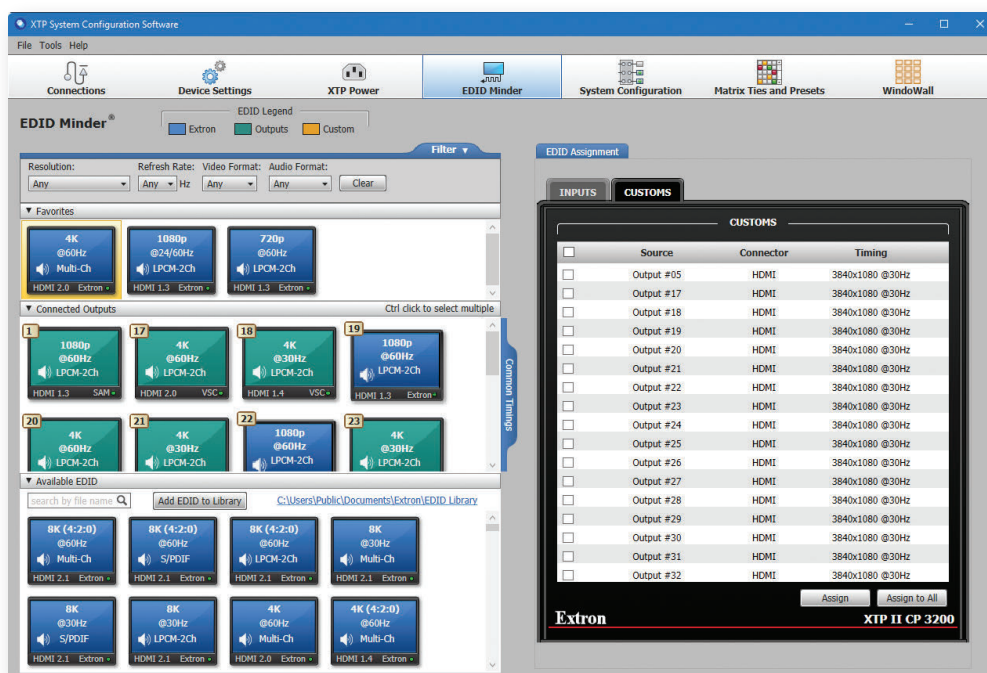 XTP System Configuration Software
File Tools Help
Connections
Device Settings
XTP Power
EDID Minder
System Configuration
Matrix Ties and Presets
WindoWall
EDID Minder®
EDID Legend
Extron Outputs Custom
Filter ▼
Resolution: Refresh Rate: Video Format: Audio Format:
Any Any Hz Any Any Clear
▼ Favorites
4K
@60Hz
Multi-Ch
HDMI 2.0 Extron
1080p
@24/60Hz
LPCM-2Ch
HDMI 1.3 Extron
720p
@60Hz
LPCM-2Ch
HDMI 1.3 Extron
▼ Connected Outputs Ctrl click to select multiple
1
1080p
@60Hz
LPCM-2Ch
HDMI 1.3 SAM
17
4K
@60Hz
LPCM-2Ch
HDMI 2.0 VSC
18
4K
@30Hz
LPCM-2Ch
HDMI 1.4 VSC
19
1080p
@60Hz
LPCM-2Ch
HDMI 1.3 Extron
20
4K
@60Hz
LPCM-2Ch
21
4K
@30Hz
LPCM-2Ch
22
1080p
@60Hz
LPCM-2Ch
23
4K
@30Hz
LPCM-2Ch
Common Timings
▼ Available EDID
search by file name Add EDID to Library C:\Users\Public\Documents\Extron\EDID Library
8K (4:2:0)
@60Hz
Multi-Ch
HDMI 2.1 Extron
8K (4:2:0)
@60Hz
S/PDIF
HDMI 2.1 Extron
8K (4:2:0)
@60Hz
LPCM-2Ch
HDMI 2.1 Extron
8K
@30Hz
Multi-Ch
HDMI 2.1 Extron
8K
@30Hz
S/PDIF
HDMI 2.1 Extron
8K
@30Hz
LPCM-2Ch
HDMI 2.1 Extron
4K
@60Hz
Multi-Ch
HDMI 2.0 Extron
4K (4:2:0)
@60Hz
Multi-Ch
HDMI 1.4 Extron
EDID Assignment
INPUTS CUSTOMS
CUSTOMS
Source Connector Timing
Output #05 HDMI 3840x1080 @30Hz
Output #17 HDMI 3840x1080 @30Hz
Output #18 HDMI 3840x1080 @30Hz
Output #19 HDMI 3840x1080 @30Hz
Output #20 HDMI 3840x1080 @30Hz
Output #21 HDMI 3840x1080 @30Hz
Output #22 HDMI 3840x1080 @30Hz
Output #23 HDMI 3840x1080 @30Hz
Output #24 HDMI 3840x1080 @30Hz
Output #25 HDMI 3840x1080 @30Hz
Output #26 HDMI 3840x1080 @30Hz
Output #27 HDMI 3840x1080 @30Hz
Output #28 HDMI 3840x1080 @30Hz
Output #29 HDMI 3840x1080 @30Hz
Output #30 HDMI 3840x1080 @30Hz
Output #31 HDMI 3840x1080 @30Hz
Output #32 HDMI 3840x1080 @30Hz
Assign Assign to All
Extron XTP II CP 3200